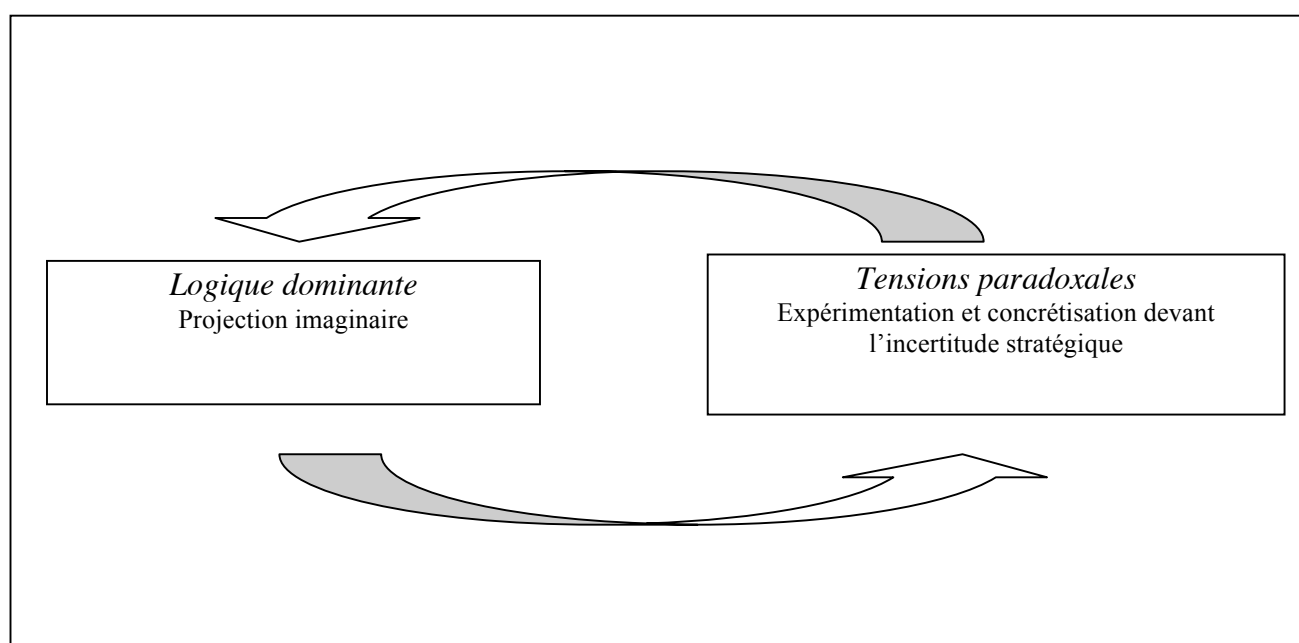 Logique dominante
Projection imaginaire
Tensions paradoxales
Expérimentation et concrétisation devant
l’incertitude stratégique